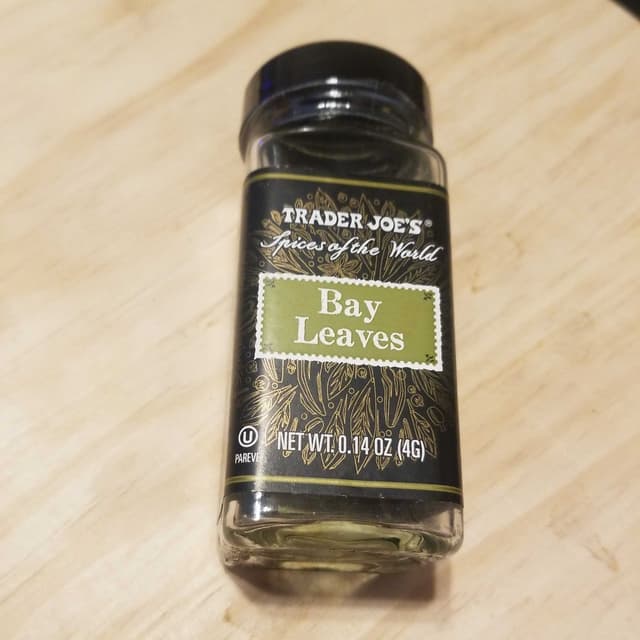 TRADER JOE'S®
Spices of the World
Bay
Leaves
U
PAREVE
NET WT. 0.14 OZ (4G)